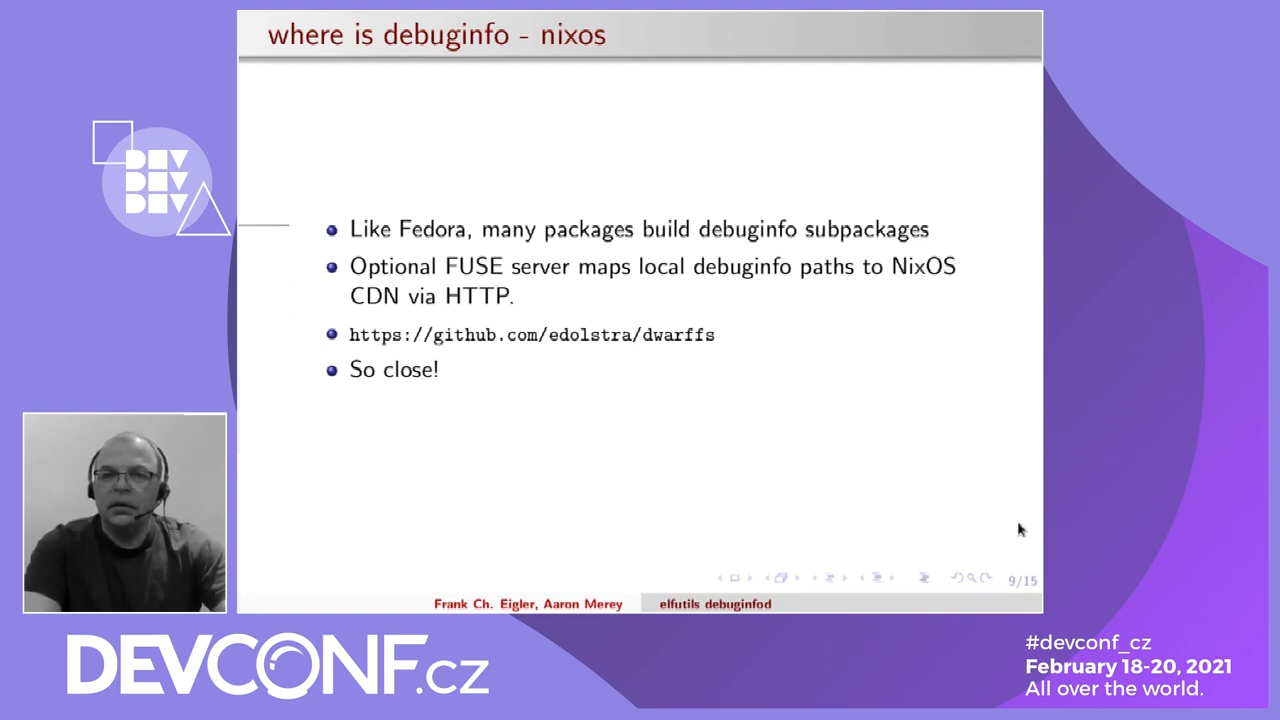 where is debuginfo - nixos
DEV
DEV
DEV
Like Fedora, many packages build debuginfo subpackages
Optional FUSE server maps local debuginfo paths to NixOS
CDN via HTTP.
https://github.com/edolstra/dwarffs
So close!
9/15
Frank Ch. Eigler, Aaron Merey
elfutils debuginfod
DEVCONF.cz
#devconf_cz
February 18-20, 2021
All over the world.